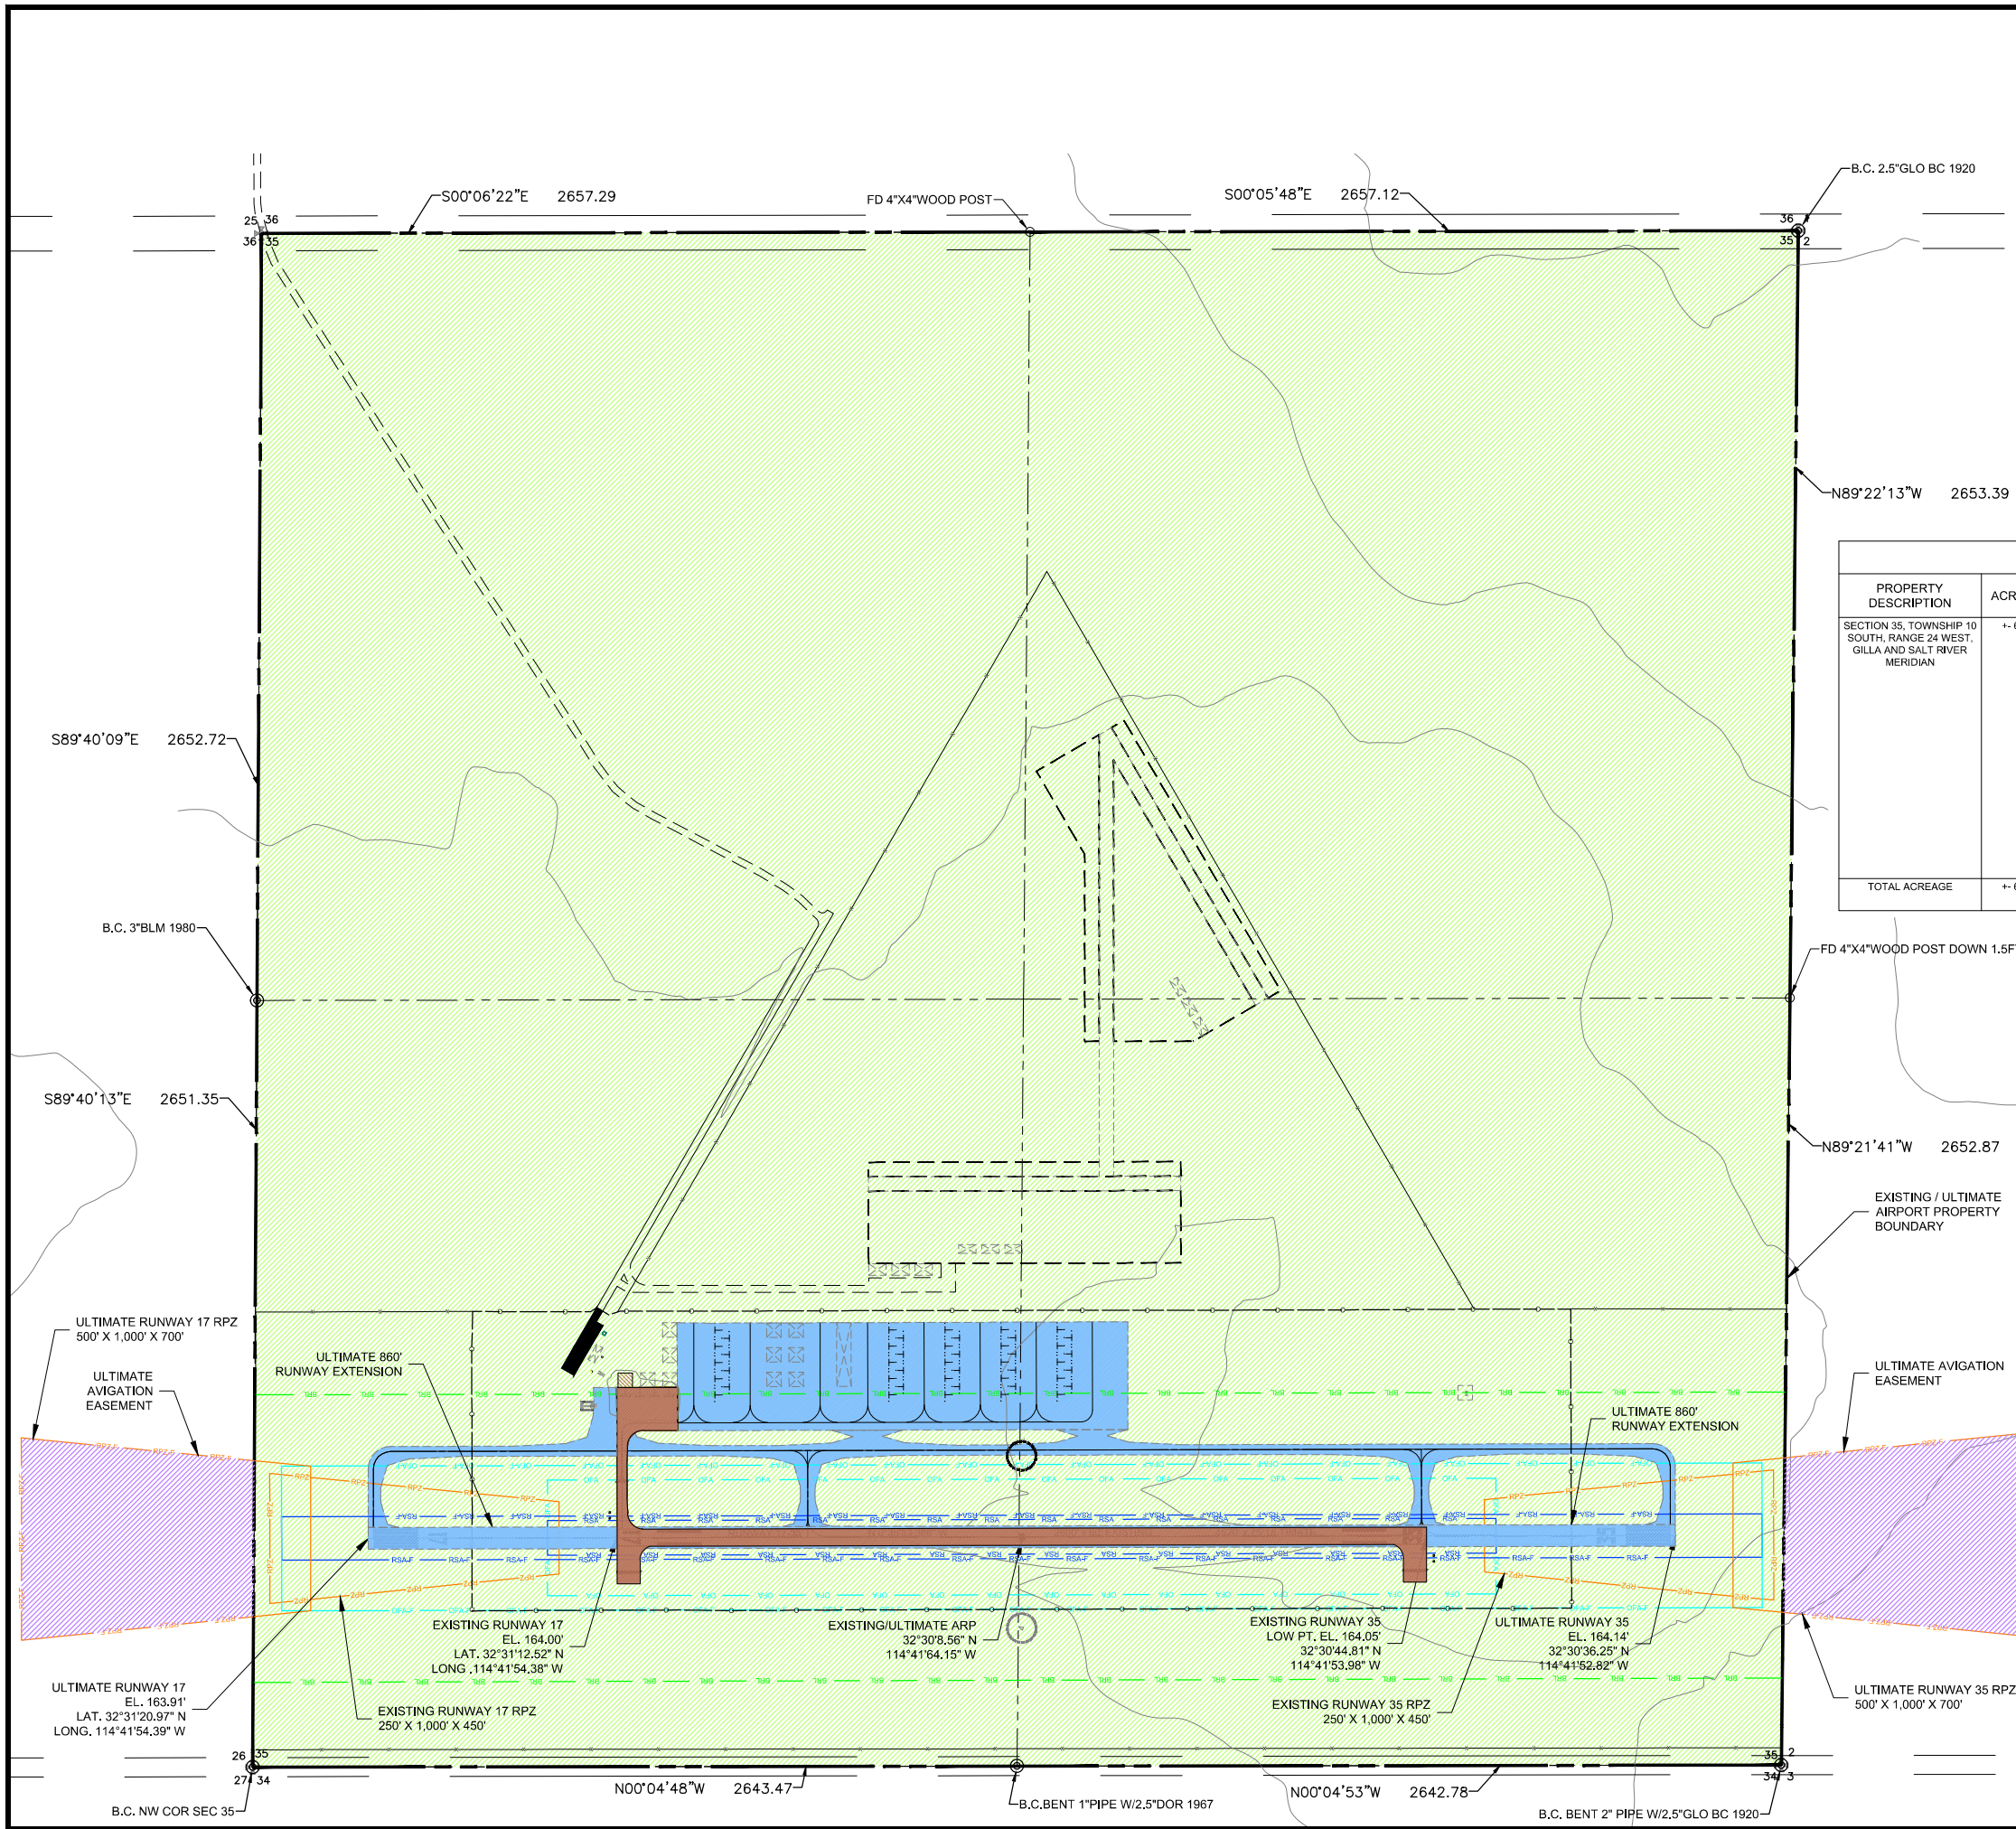 B.C. 2.5"GLO BC 1920
S00°06'22"E 2657.29
FD 4"X4"WOOD POST
S00°05'48"E 2657.12
25 36
36 35
36
35 2
N89°22'13"W 2653.39
PROPERTY
DESCRIPTION
SECTION 35, TOWNSHIP 10
SOUTH, RANGE 24 WEST,
GILLA AND SALT RIVER
MERIDIAN
TOTAL ACREAGE
S89°40'09"E 2652.72
B.C. 3"BLM 1980
FD 4"X4"WOOD POST DOWN 1.5F
S89°40'13"E 2651.35
N89°21'41"W 2652.87
EXISTING / ULTIMATE
AIRPORT PROPERTY
BOUNDARY
ULTIMATE RUNWAY 17 RPZ
500' X 1,000' X 700'
ULTIMATE
AVIGATION
EASEMENT
ULTIMATE 860'
RUNWAY EXTENSION
ULTIMATE AVIGATION
EASEMENT
ULTIMATE 860'
RUNWAY EXTENSION
EXISTING RUNWAY 17
EL. 164.00'
LAT. 32°31'12.52" N
LONG .114°41'54.38" W
EXISTING/ULTIMATE ARP
32°30'8.56" N
114°41'64.15" W
EXISTING RUNWAY 35
LOW PT. EL. 164.05'
32°30'44.81" N
114°41'53.98" W
ULTIMATE RUNWAY 35
EL. 164.14'
32°30'36.25" N
114°41'52.82" W
ULTIMATE RUNWAY 17
EL. 163.91'
LAT. 32°31'20.97" N
LONG. 114°41'54.39" W
EXISTING RUNWAY 17 RPZ
250' X 1,000' X 450'
EXISTING RUNWAY 35 RPZ
250' X 1,000' X 450'
ULTIMATE RUNWAY 35 RPZ
500' X 1,000' X 700'
26 35
27 34
35 2
34 3
N00°04'48"W 2643.47
N00°04'53"W 2642.78
B.C. NW COR SEC 35
B.C.BENT 1"PIPE W/2.5"DOR 1967
B.C. BENT 2" PIPE W/2.5"GLO BC 1920